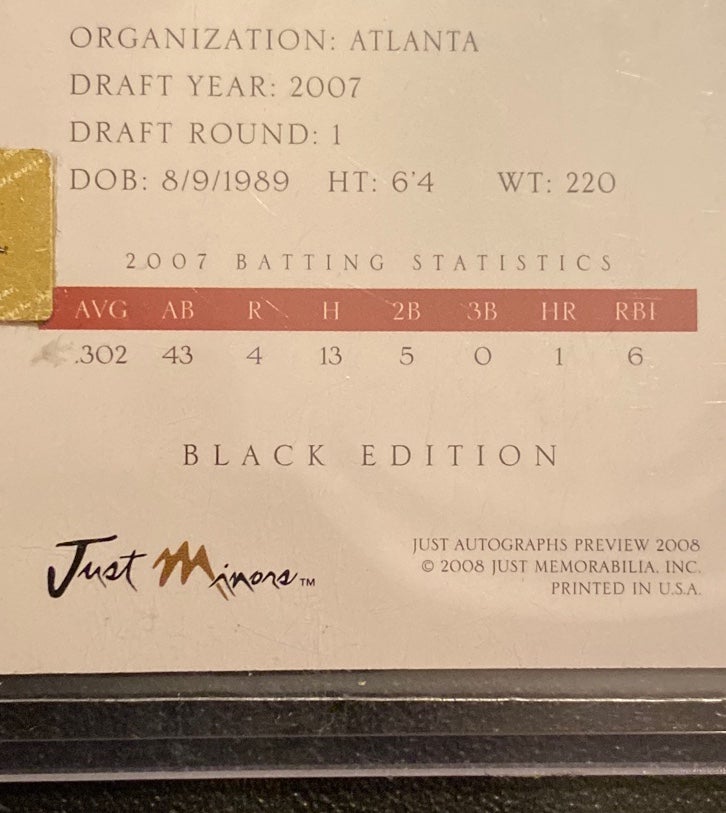 ORGANIZATION: ATLANTA
DRAFT YEAR: 2007
DRAFT ROUND: 1
DOB: 8/9/1989 HT: 6'4 WT: 220
2007 BATTING STATISTICS
AVG AB R H 2B 3B HR RBI
.302 43 4 13 5 0 1 6
BLACK EDITION
Just Minors™
JUST AUTOGRAPHS PREVIEW 2008
© 2008 JUST MEMORABILIA, INC.
PRINTED IN U.S.A.